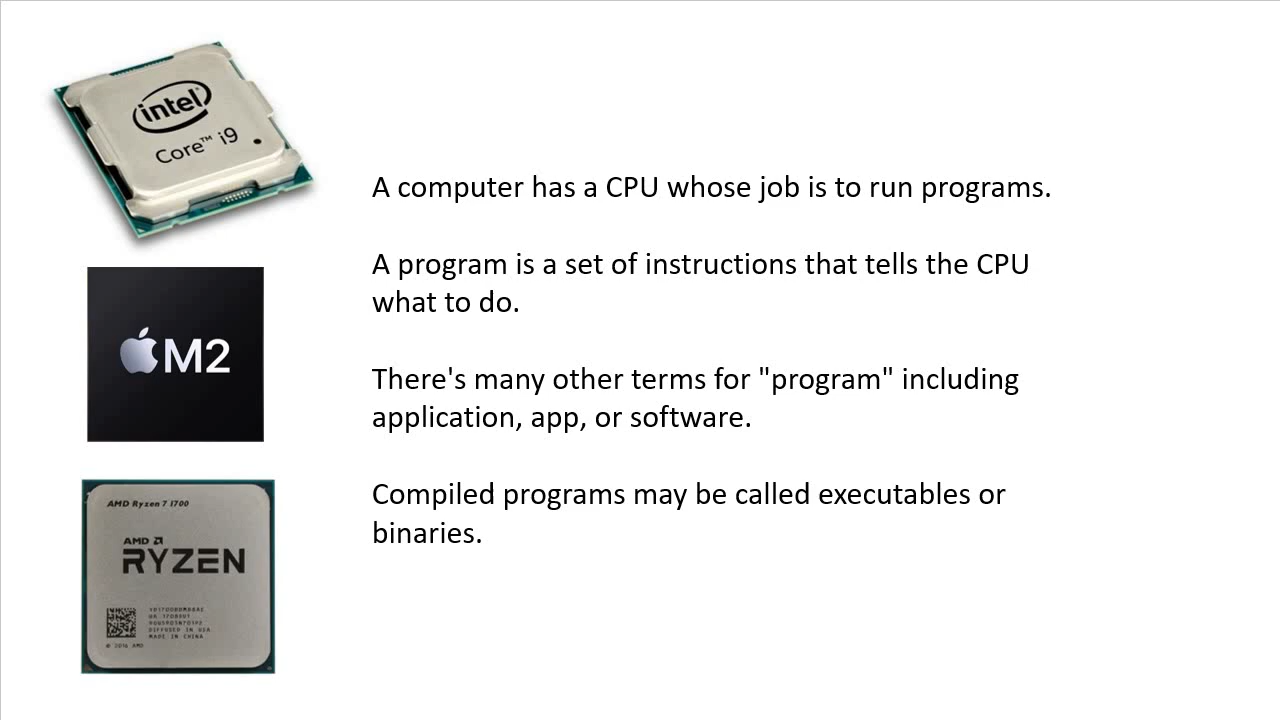 intel
Core™ i9
A computer has a CPU whose job is to run programs.
A program is a set of instructions that tells the CPU
what to do.
There's many other terms for "program" including
application, app, or software.
Compiled programs may be called executables or
binaries.
M2
AMD Ryzen 7 1700
AMD
RYZEN
DIFFUSED IN USA
MADE IN CHINA
© 2016 AMD